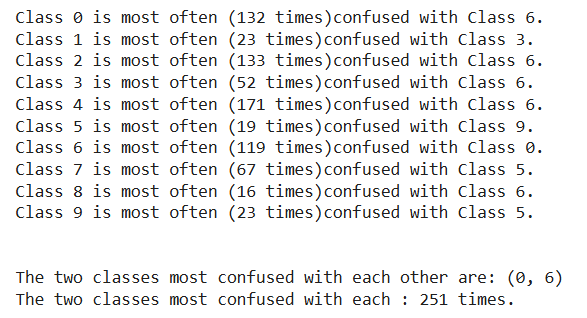 Class 0 is most often (132 times)confused with Class 6.
Class 1 is most often (23 times)confused with Class 3.
Class 2 is most often (133 times)confused with Class 6.
Class 3 is most often (52 times)confused with Class 6.
Class 4 is most often (171 times)confused with Class 6.
Class 5 is most often (19 times)confused with Class 9.
Class 6 is most often (119 times)confused with Class 0.
Class 7 is most often (67 times)confused with Class 5.
Class 8 is most often (16 times)confused with Class 6.
Class 9 is most often (23 times)confused with Class 5.
The two classes most confused with each other are: (0, 6)
The two classes most confused with each : 251 times.